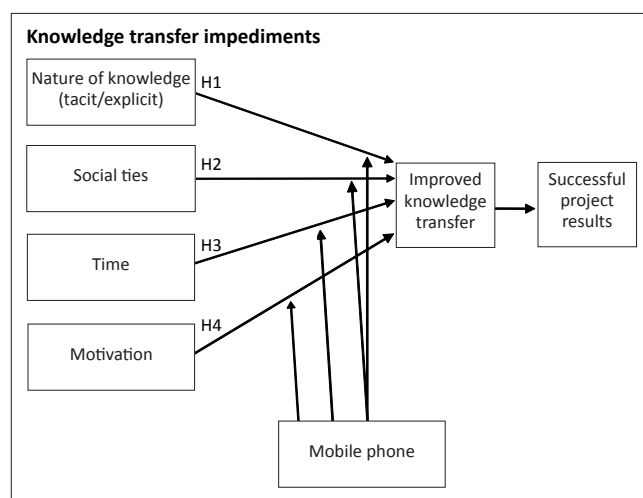 Knowledge transfer impediments
Nature of knowledge
(tacit/explicit)
H1
Social ties
H2
Time
H3
Motivation
H4
Improved
knowledge
transfer
Successful
project
results
Mobile phone